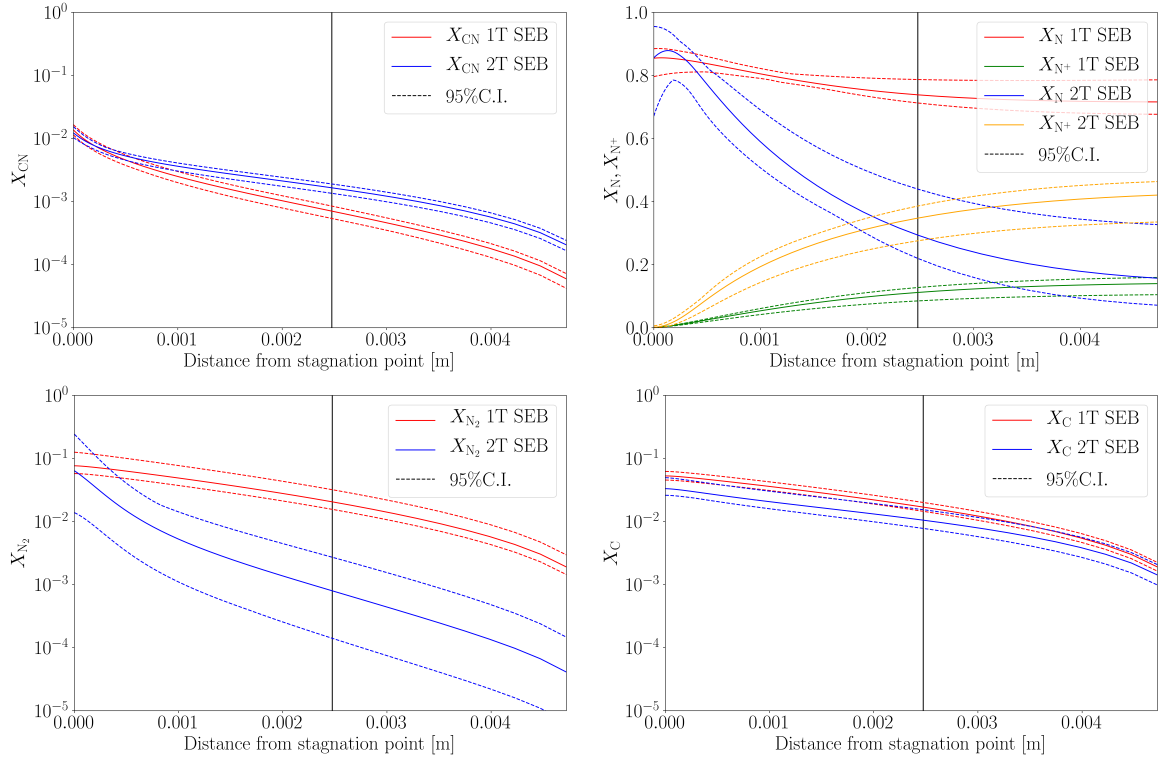 10⁰
10⁻¹
10⁻²
10⁻³
10⁻⁴
10⁻⁵
X_CN
X_CN 1T SEB
X_CN 2T SEB
95%C.I.
0.000 0.001 0.002 0.003 0.004
Distance from stagnation point [m]
1.0
0.8
0.6
0.4
0.2
0.0
X_N, X_N⁺
X_N 1T SEB
X_N⁺ 1T SEB
X_N 2T SEB
X_N⁺ 2T SEB
95%C.I.
0.000 0.001 0.002 0.003 0.004
Distance from stagnation point [m]
10⁰
10⁻¹
10⁻²
10⁻³
10⁻⁴
10⁻⁵
X_N₂
X_N₂ 1T SEB
X_N₂ 2T SEB
95%C.I.
0.000 0.001 0.002 0.003 0.004
Distance from stagnation point [m]
10⁰
10⁻¹
10⁻²
10⁻³
10⁻⁴
10⁻⁵
X_C
X_C 1T SEB
X_C 2T SEB
95%C.I.
0.000 0.001 0.002 0.003 0.004
Distance from stagnation point [m]